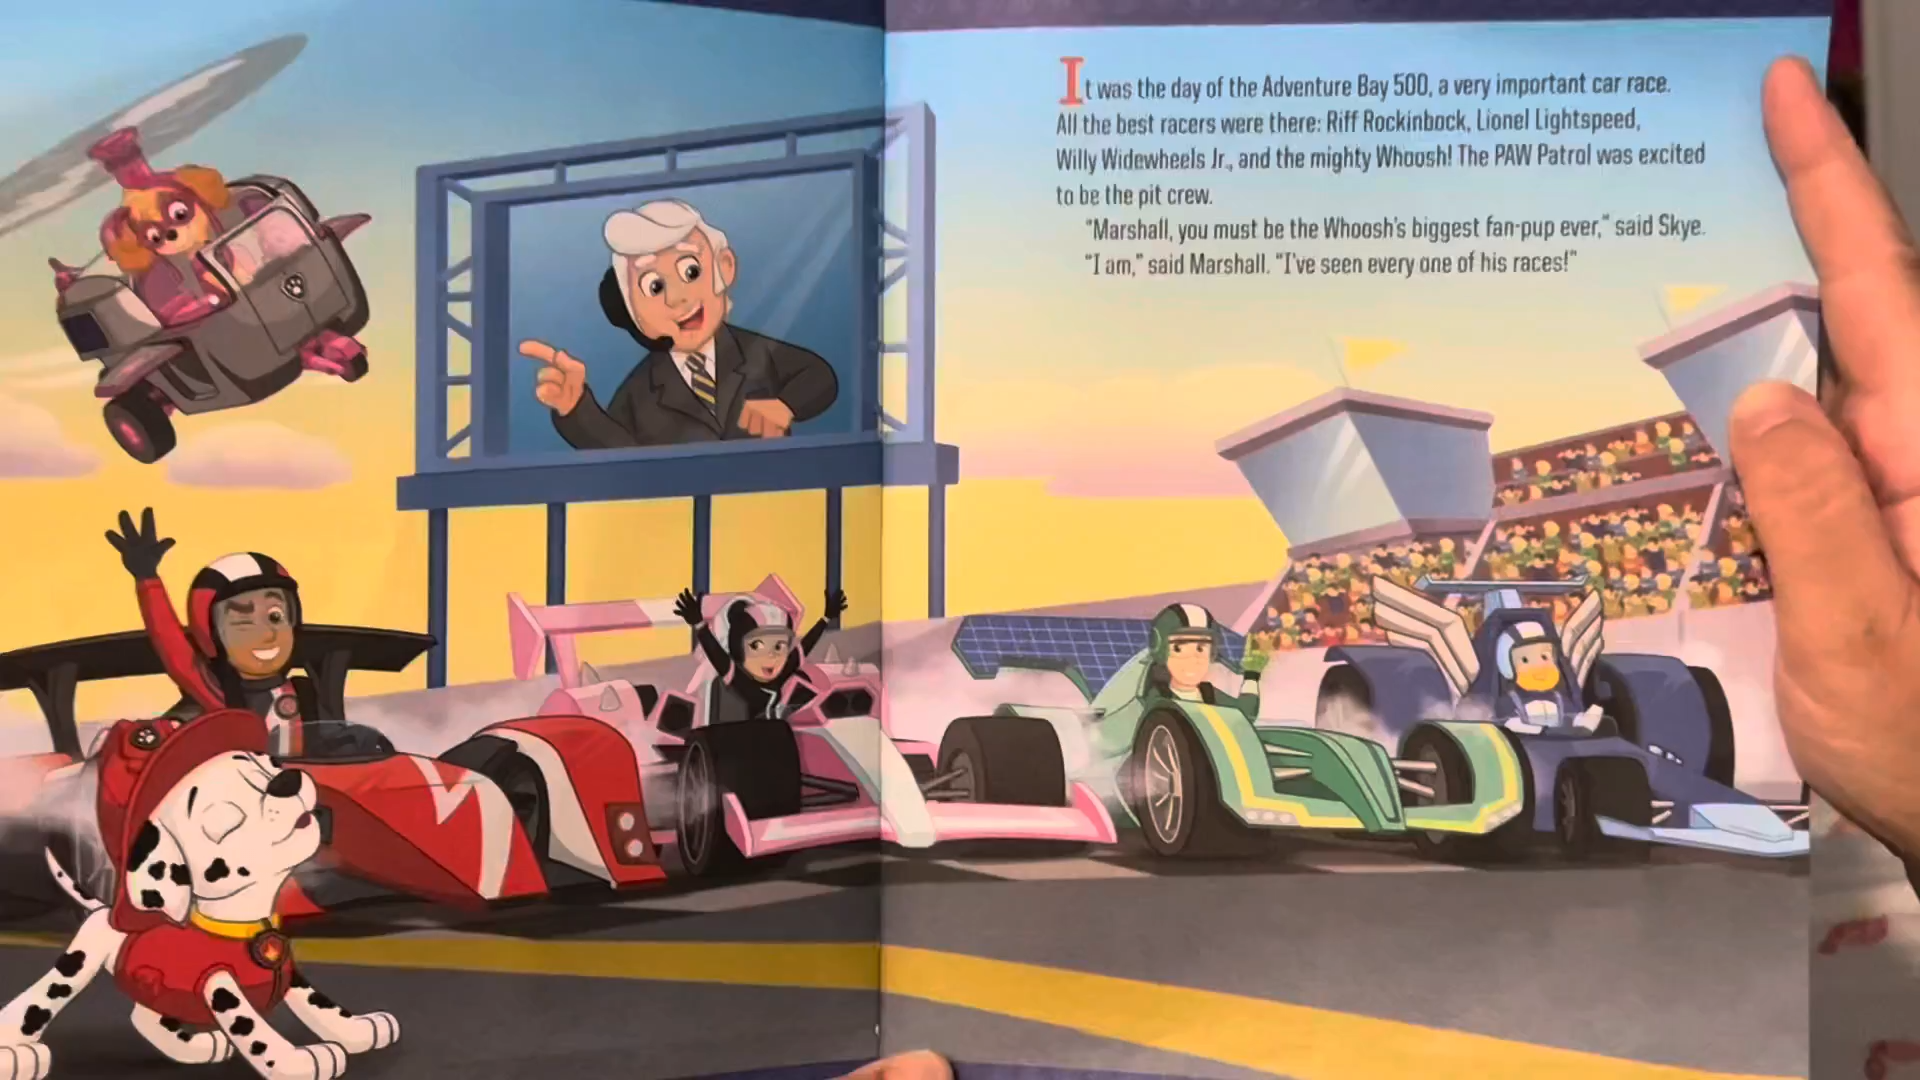 It was the day of the Adventure Bay 500, a very important car race.
All the best racers were there: Riff Rockinbock, Lionel Lightspeed,
Willy Widewheels Jr., and the mighty Whoosh! The PAW Patrol was excited
to be the pit crew.
"Marshall, you must be the Whoosh's biggest fan-pup ever," said Skye.
"I am," said Marshall. "I've seen every one of his races!"